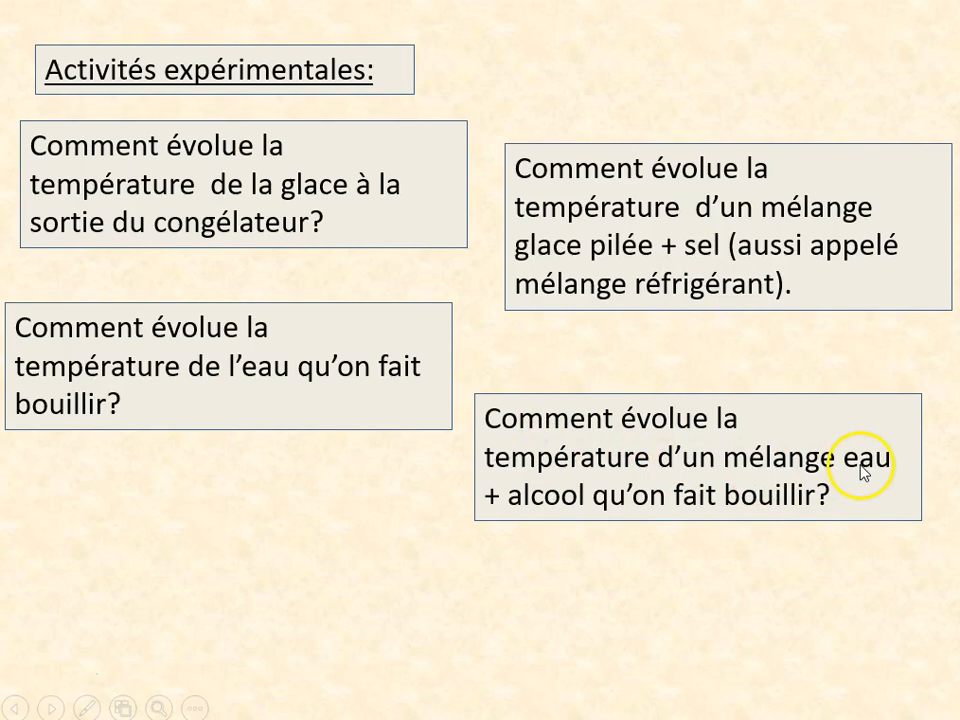 Activités expérimentales:
Comment évolue la
température de la glace à la
sortie du congélateur?
Comment évolue la
température d’un mélange
glace pilée + sel (aussi appelé
mélange réfrigérant).
Comment évolue la
température de l’eau qu’on fait
bouillir?
Comment évolue la
température d’un mélange eau
+ alcool qu’on fait bouillir?